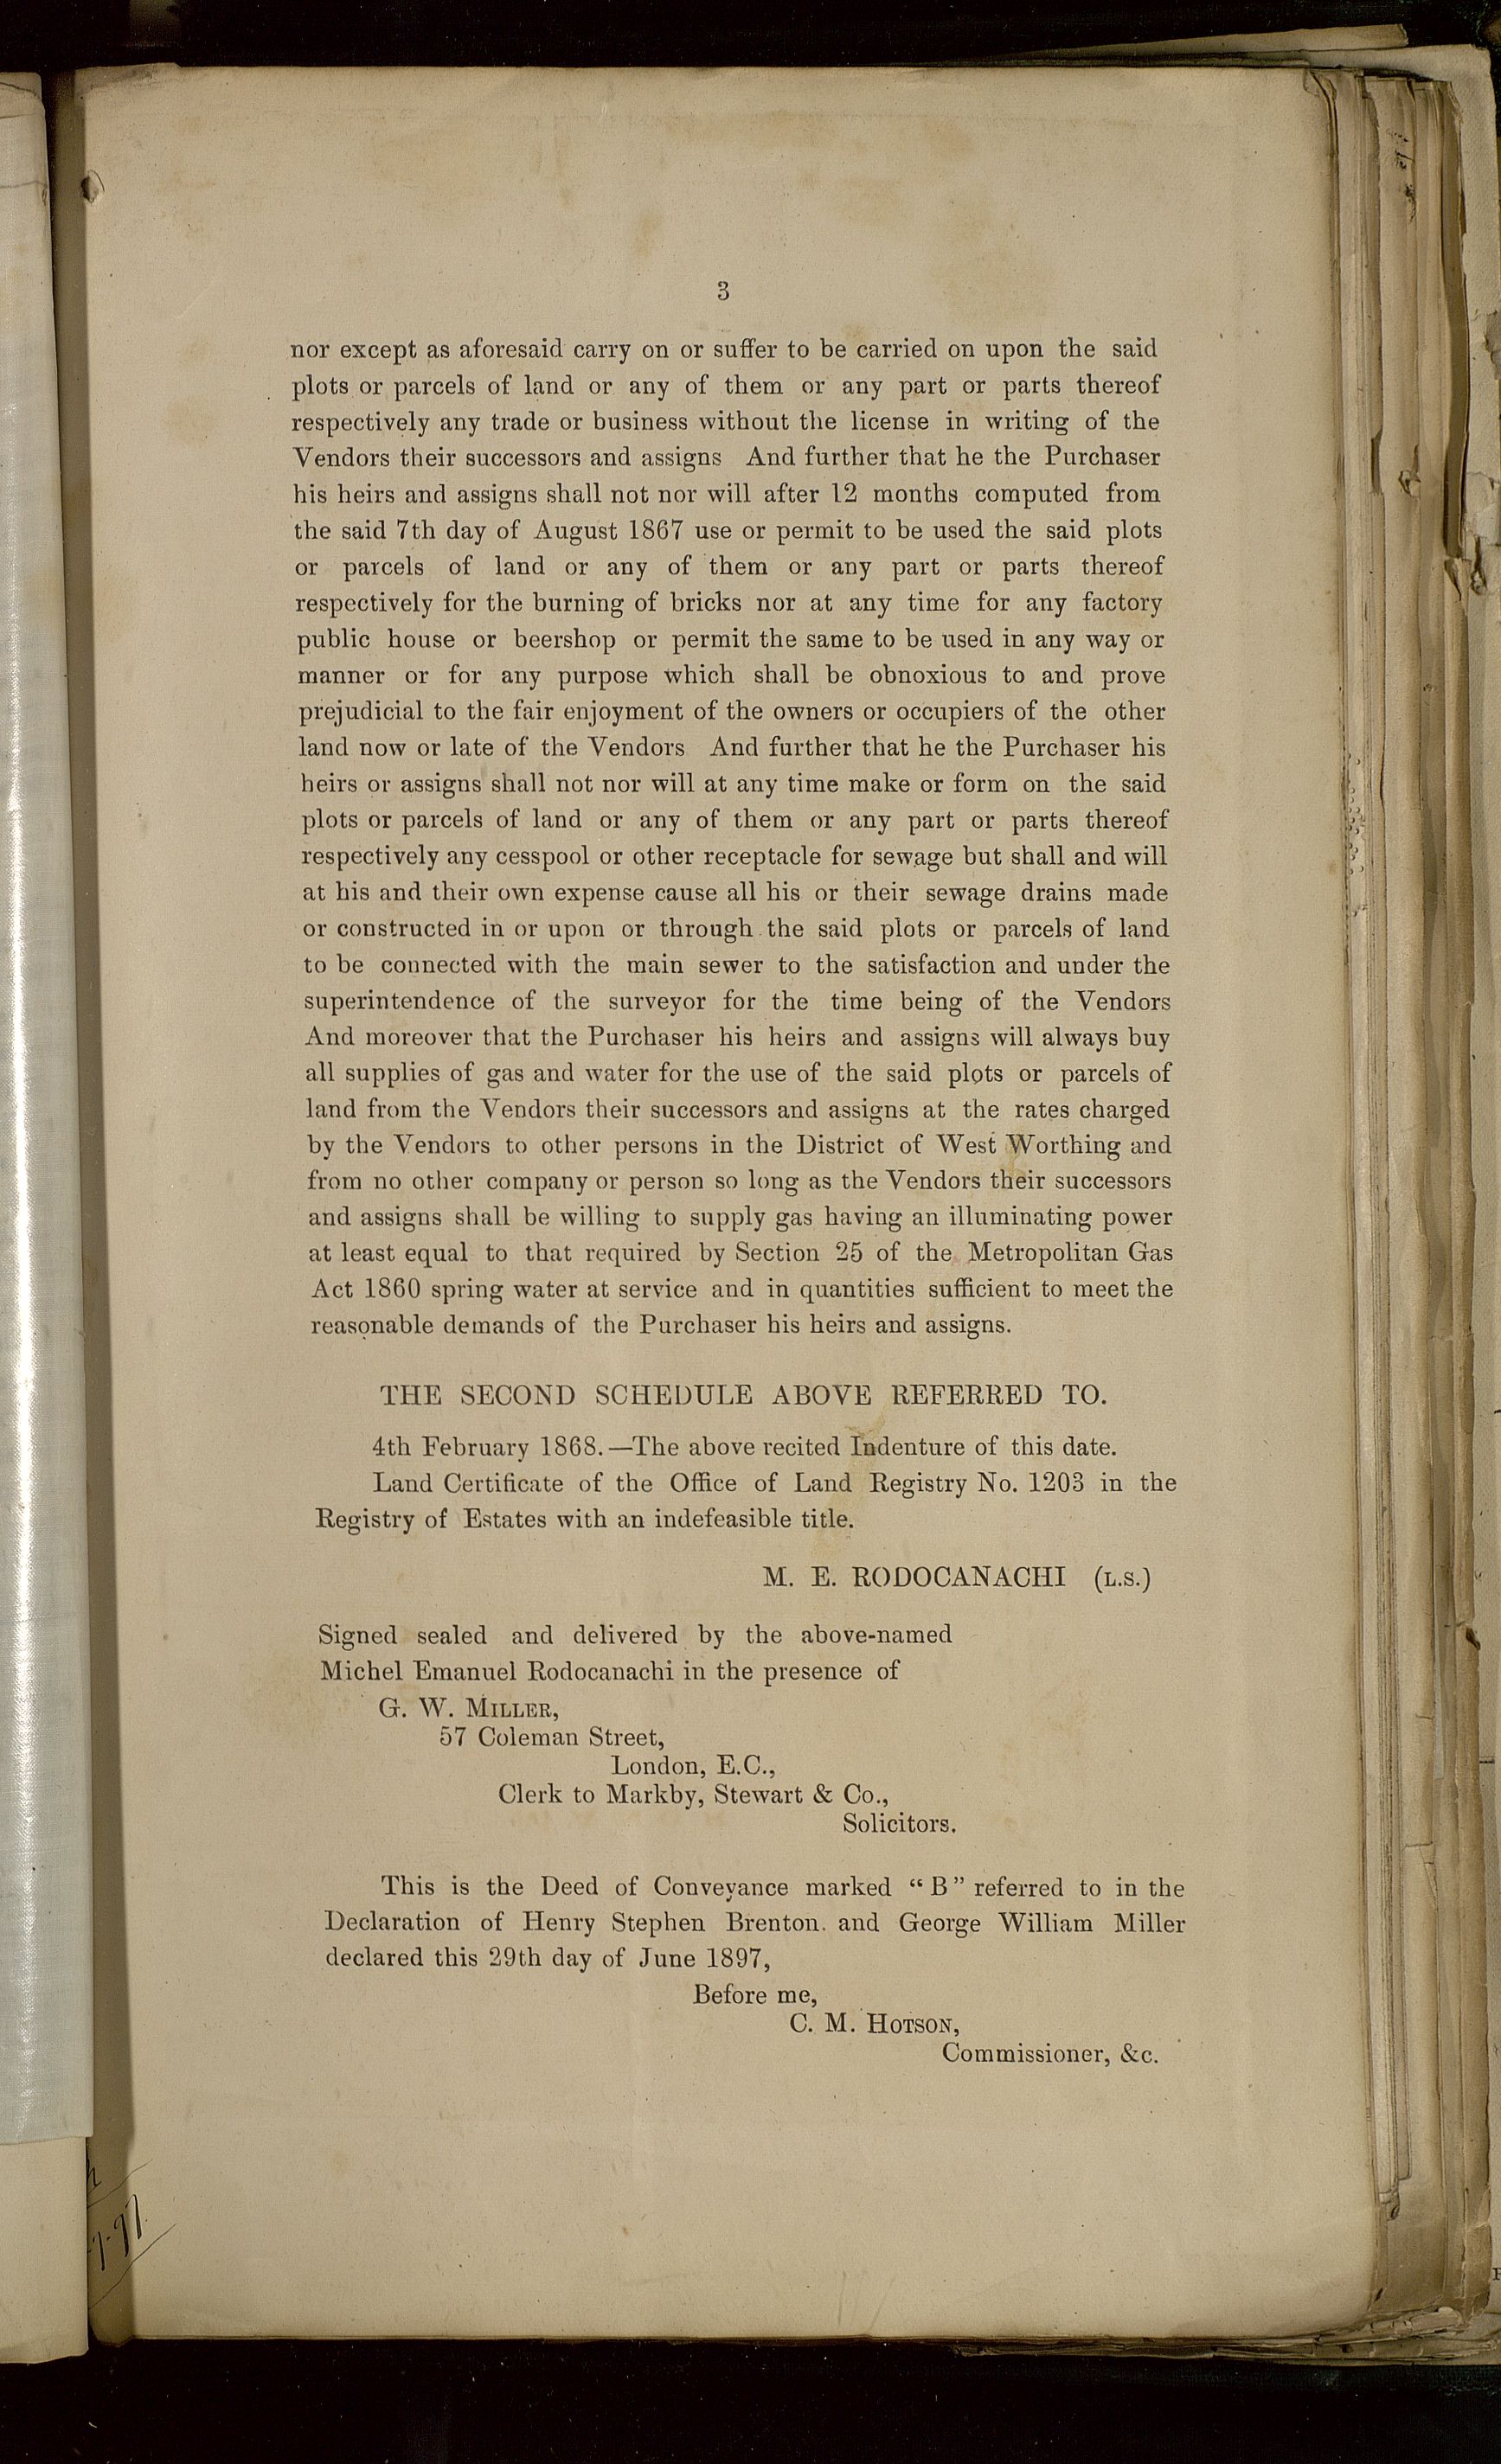 3
nor except as aforesaid carry on or suffer to be carried on upon the said
plots or parcels of land or any of them or any part or parts thereof
respectively any trade or business without the license in writing of the
Vendors their successors and assigns And further that he the Purchaser
his heirs and assigns shall not nor will after 12 months computed from
the said 7th day of August 1867 use or permit to be used the said plots
or parcels of land or any of them or any part or parts thereof
respectively for the burning of bricks nor at any time for any factory
public house or beershop or permit the same to be used in any way or
manner or for any purpose which shall be obnoxious to and prove
prejudicial to the fair enjoyment of the owners or occupiers of the other
land now or late of the Vendors And further that he the Purchaser his
heirs or assigns shall not nor will at any time make or form on the said
plots or parcels of land or any of them or any part or parts thereof
respectively any cesspool or other receptacle for sewage but shall and will
at his and their own expense cause all his or their sewage drains made
or constructed in or upon or through the said plots or parcels of land
to be connected with the main sewer to the satisfaction and under the
superintendence of the surveyor for the time being of the Vendors
And moreover that the Purchaser his heirs and assigns will always buy
all supplies of gas and water for the use of the said plots or parcels of
land from the Vendors their successors and assigns at the rates charged
by the Vendors to other persons in the District of West Worthing and
from no other company or person so long as the Vendors their successors
and assigns shall be willing to supply gas having an illuminating power
at least equal to that required by Section 25 of the Metropolitan Gas
Act 1860 spring water at service and in quantities sufficient to meet the
reasonable demands of the Purchaser his heirs and assigns.
THE SECOND SCHEDULE ABOVE REFERRED TO.
4th February 1868.—The above recited Indenture of this date.
Land Certificate of the Office of Land Registry No. 1203 in the
Registry of Estates with an indefeasible title.
M. E. RODOCANACHI (L.S.)
Signed sealed and delivered by the above-named
Michel Emanuel Rodocanachi in the presence of
G. W. MILLER,
57 Coleman Street,
London, E.C.,
Clerk to Markby, Stewart & Co.,
Solicitors.
This is the Deed of Conveyance marked “B” referred to in the
Declaration of Henry Stephen Brenton. and George William Miller
declared this 29th day of June 1897,
Before me,
C. M. HOTSON,
Commissioner, &c.